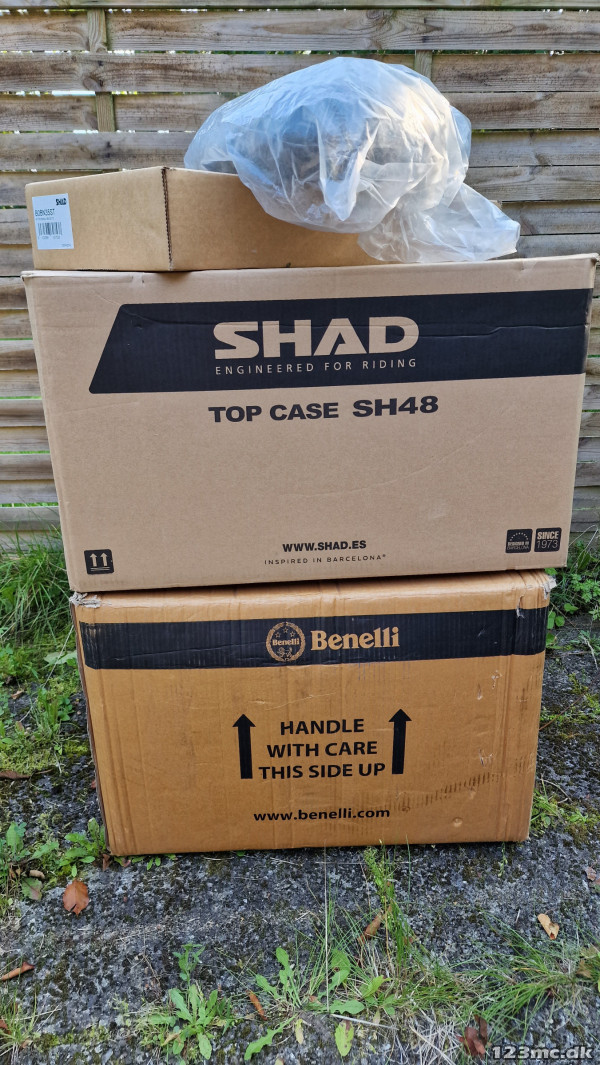 SHAD
ENGINEERED FOR RIDING
TOP CASE SH48
WWW.SHAD.ES
INSPIRED IN BARCELONA
SINCE
1973
Benelli
Benelli
HANDLE
WITH CARE
THIS SIDE UP
www.benelli.com
123mc.dk